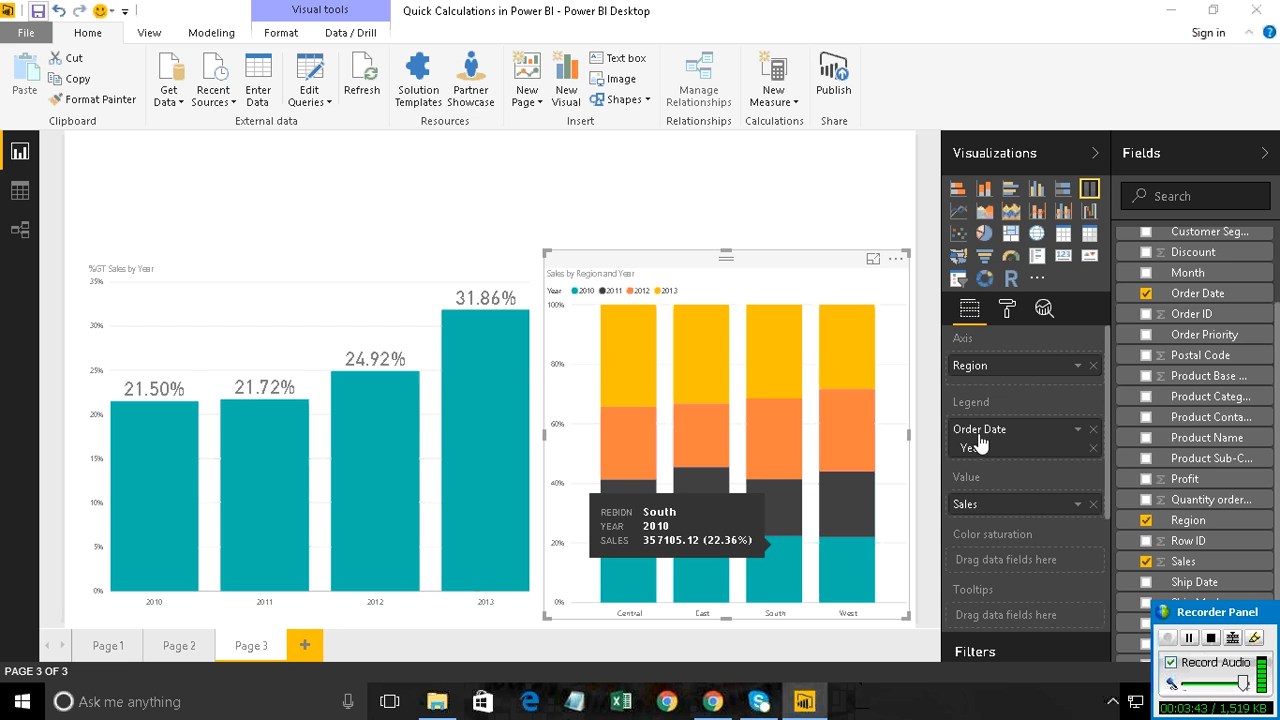 Visual tools
Quick Calculations in Power BI - Power BI Desktop
File
Home
View
Modeling
Format
Data / Drill
Sign in
Paste
Cut
Copy
Format Painter
Clipboard
Get Data
Recent Sources
Enter Data
Edit Queries
Refresh
External data
Solution Templates
Partner Showcase
Resources
New Page
New Visual
Text box
Image
Shapes
Insert
Manage Relationships
Relationships
New Measure
Calculations
Publish
Share
%GT Sales by Year
35%
30%
25%
20%
15%
10%
5%
0%
21.50%
21.72%
24.92%
31.86%
2010
2011
2012
2013
Sales by Region and Year
Year 2010 2011 2012 2013
100%
80%
60%
40%
20%
0%
REGION South
YEAR 2010
SALES 357105.12 (22.36%)
Central
East
South
West
Visualizations
Axis
Region
Legend
Order Date
Value
Sales
Color saturation
Drag data fields here
Tooltips
Drag data fields here
Filters
Fields
Search
Customer Seg...
Discount
Month
Order Date
Order ID
Order Priority
Postal Code
Product Base ...
Product Categ...
Product Conta...
Product Name
Product Sub-C...
Profit
Quantity order...
Region
Row ID
Sales
Ship Date
Page 1
Page 2
Page 3
PAGE 3 OF 3
Recorder Panel
Record Audio
00:03:43 / 1,519 KB
Ask me anything